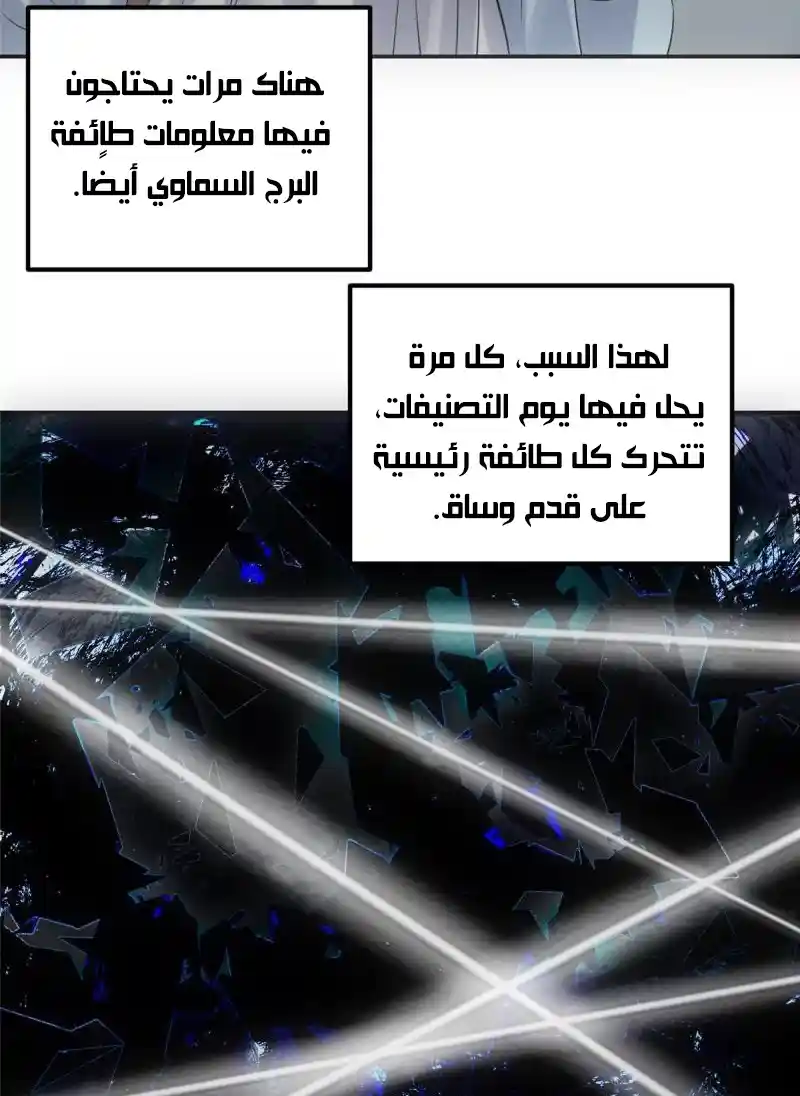 هناك مرات يحتاجون
فيها معلومات طائفة
البرج السماوي أيضًا.
لهذا السبب، كل مرة
يحل فيها يوم التصنيفات،
تتحرك كل طائفة رئيسية
على قدم وساق.